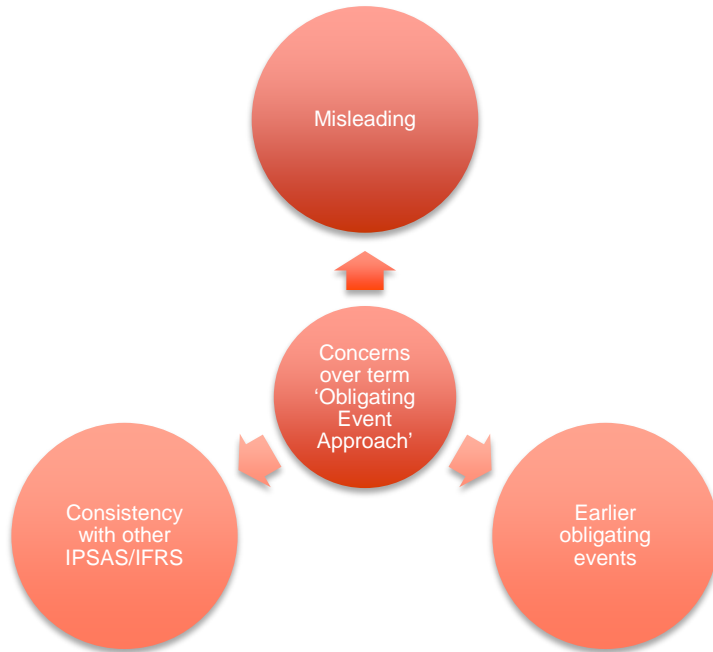 Misleading
Concerns
over term
‘Obligating
Event
Approach’
Consistency
with other
IPSAS/IFRS
Earlier
obligating
events